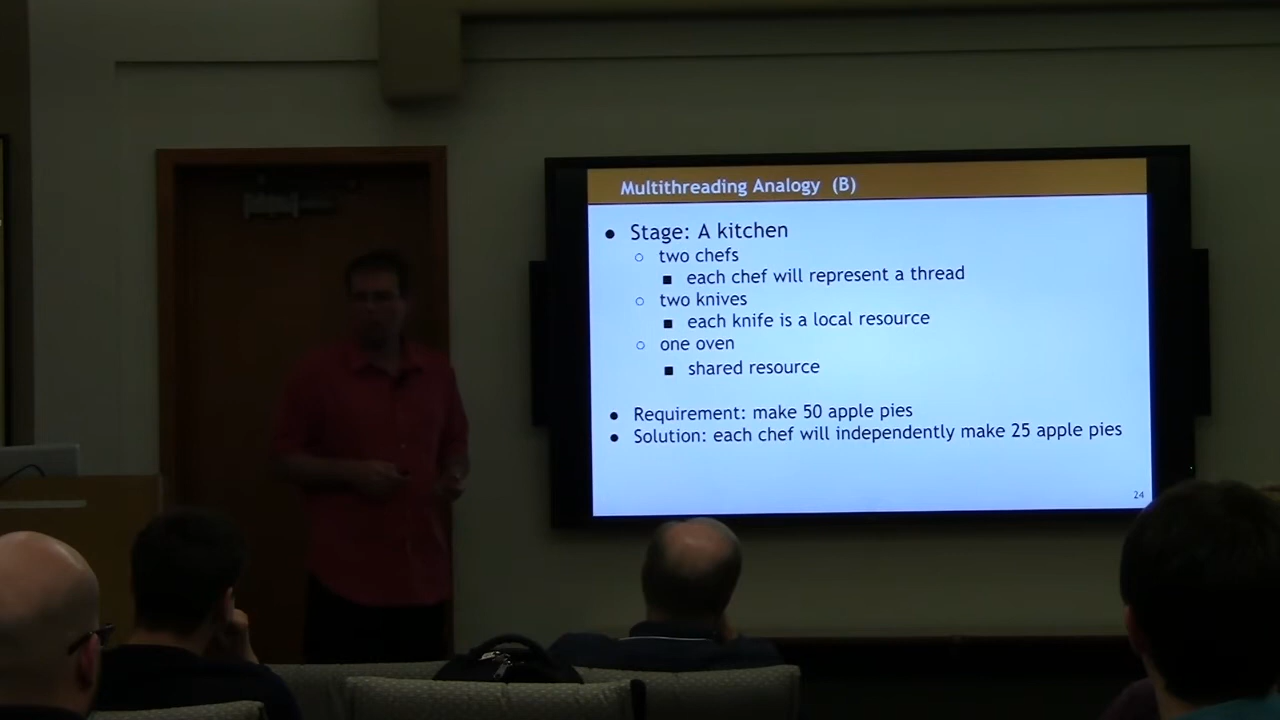 Multithreading Analogy (B)
● Stage: A kitchen
○ two chefs
■ each chef will represent a thread
○ two knives
■ each knife is a local resource
○ one oven
■ shared resource
● Requirement: make 50 apple pies
● Solution: each chef will independently make 25 apple pies
24